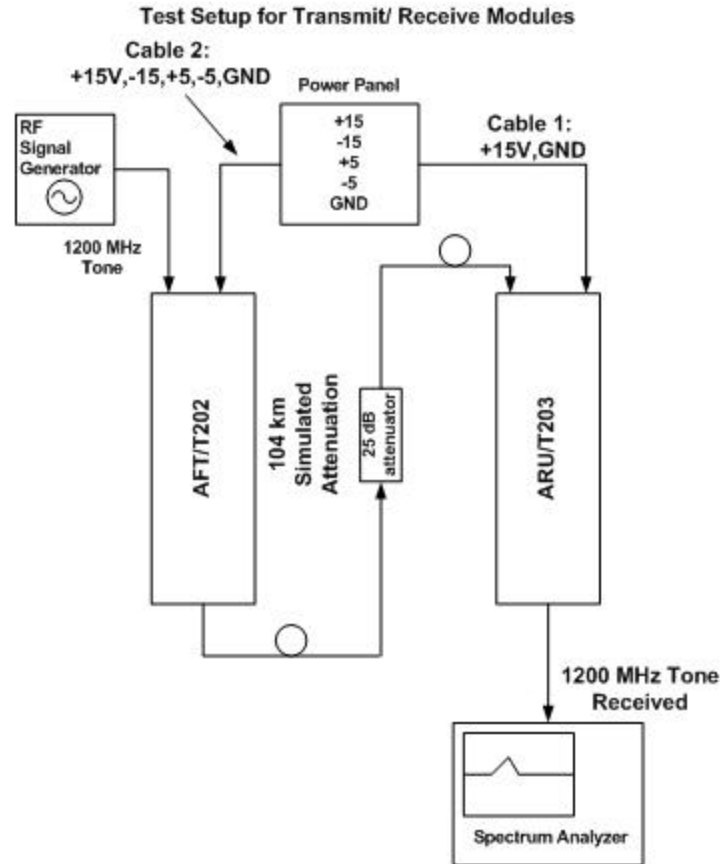 Test Setup for Transmit/ Receive Modules
Cable 2:
+15V,-15,+5,-5,GND
Power Panel
+15
-15
+5
-5
GND
Cable 1:
+15V,GND
RF
Signal
Generator
1200 MHz
Tone
AFT/T202
104 km
Simulated
Attenuation
25 dB
attenuator
ARU/T203
1200 MHz Tone
Received
Spectrum Analyzer